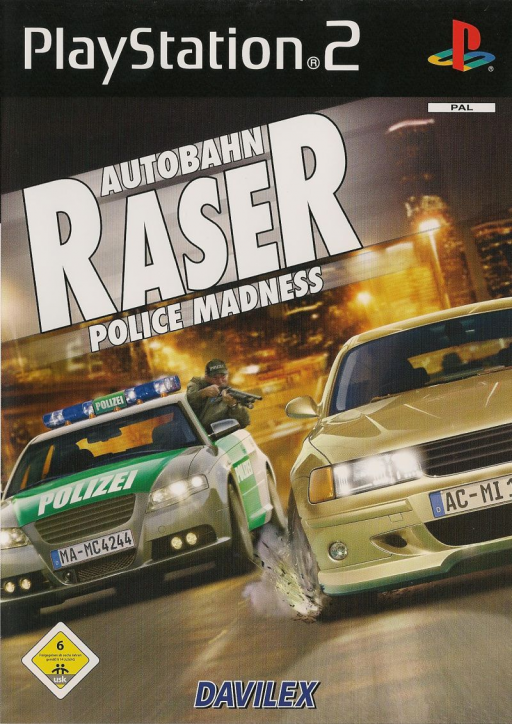 PlayStation®2
PAL
AUTOBAHN
RASER
POLICE MADNESS
POLIZEI
POLIZEI
MA-MC4244
AC-MI
6
usk
DAVILEX